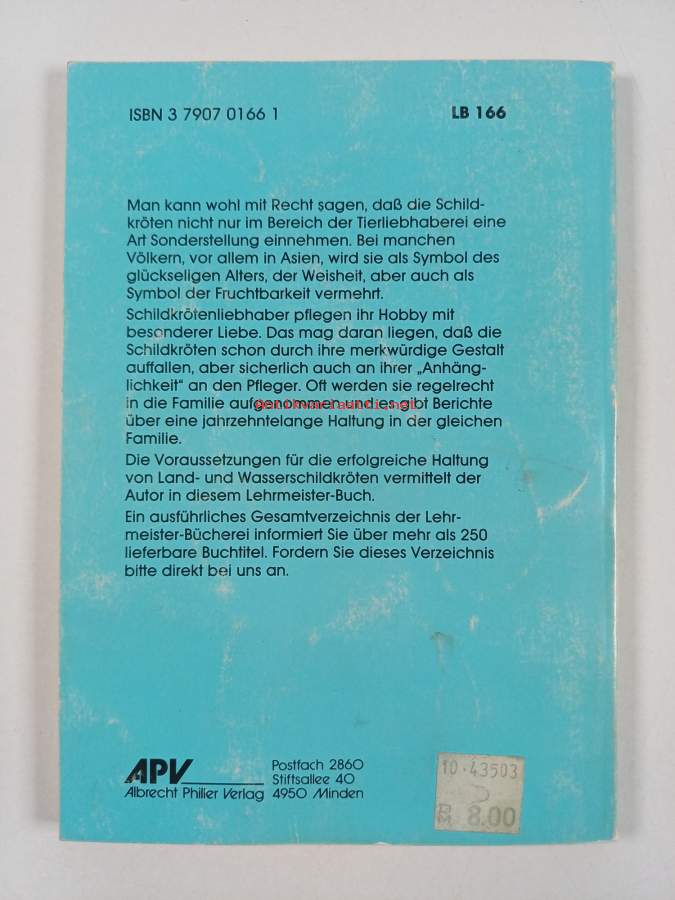 ISBN 3 7907 0166 1 LB 166
Man kann wohl mit Recht sagen, daß die Schild-
kröten nicht nur im Bereich der Tierliebhaberei eine
Art Sonderstellung einnehmen. Bei manchen
Völkern, vor allem in Asien, wird sie als Symbol des
glückseligen Alters, der Weisheit, aber auch als
Symbol der Fruchtbarkeit vermehrt.
Schildkrötenliebhaber pflegen ihr Hobby mit
besonderer Liebe. Das mag daran liegen, daß die
Schildkröten schon durch ihre merkwürdige Gestalt
auffallen, aber sicherlich auch an ihrer „Anhäng-
lichkeit“ an den Pfleger. Oft werden sie regelrecht
in die Familie aufgenommen und es gibt Berichte
über eine jahrzehntelange Haltung in der gleichen
Familie.
Die Voraussetzungen für die erfolgreiche Haltung
von Land- und Wasserschildkröten vermittelt der
Autor in diesem Lehrmeister-Buch.
Ein ausführliches Gesamtverzeichnis der Lehr-
meister-Bücherei informiert Sie über mehr als 250
lieferbare Buchtitel. Fordern Sie dieses Verzeichnis
bitte direkt bei uns an.
APV
Albrecht Philler Verlag
Postfach 2860
Stiftsallee 40
4950 Minden
10-43503
DM 8.00